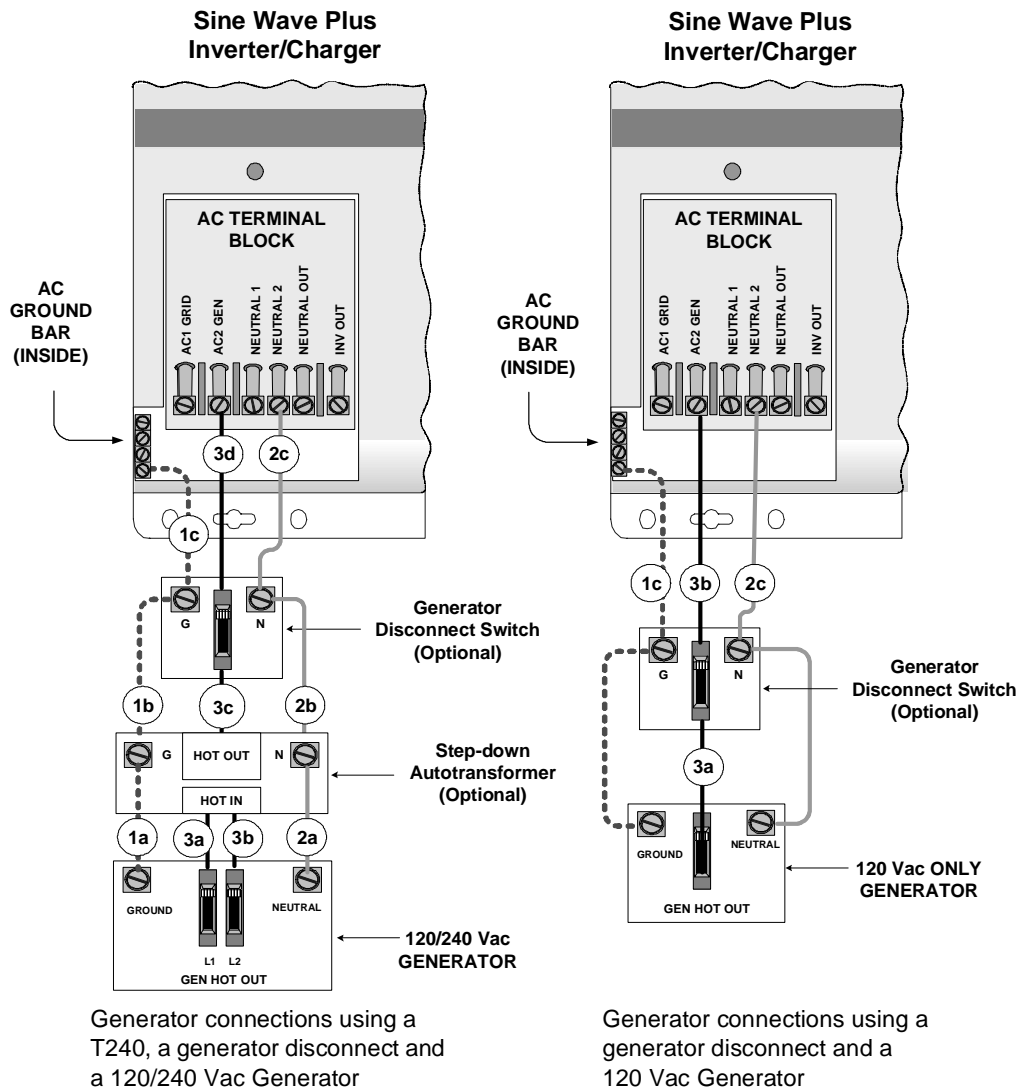 Sine Wave Plus
Inverter/Charger
AC TERMINAL
BLOCK
AC1 GRID
AC2 GEN
NEUTRAL 1
NEUTRAL 2
NEUTRAL OUT
INV OUT
AC
GROUND
BAR
(INSIDE)
3d
2c
1c
G
N
Generator
Disconnect Switch
(Optional)
1b
3c
2b
G
HOT OUT
N
Step-down
Autotransformer
(Optional)
HOT IN
1a
3a
3b
2a
GROUND
NEUTRAL
L1
L2
GEN HOT OUT
120/240 Vac
GENERATOR
Generator connections using a
T240, a generator disconnect and
a 120/240 Vac Generator
Sine Wave Plus
Inverter/Charger
AC TERMINAL
BLOCK
AC1 GRID
AC2 GEN
NEUTRAL 1
NEUTRAL 2
NEUTRAL OUT
INV OUT
AC
GROUND
BAR
(INSIDE)
1c
3b
2c
G
N
Generator
Disconnect Switch
(Optional)
3a
GROUND
NEUTRAL
GEN HOT OUT
120 Vac ONLY
GENERATOR
Generator connections using a
generator disconnect and a
120 Vac Generator